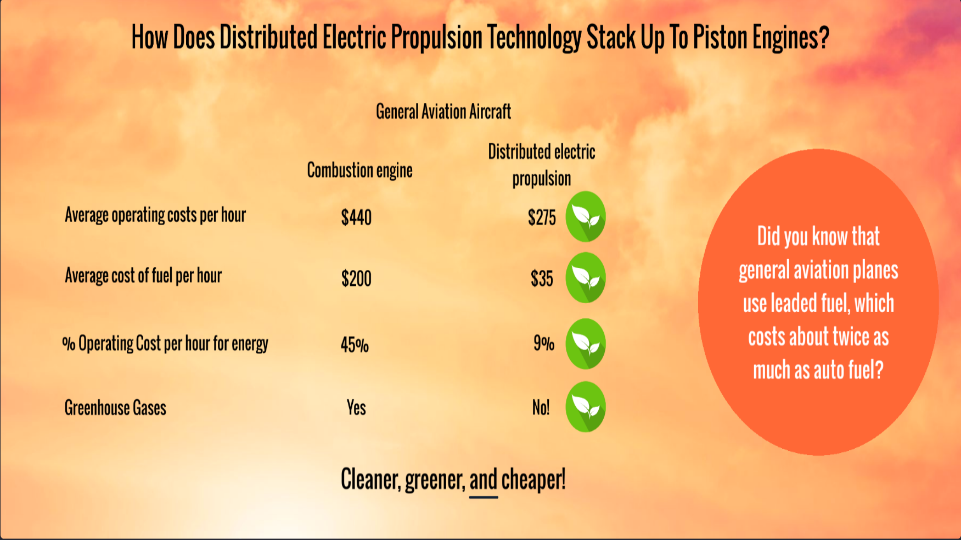 How Does Distributed Electric Propulsion Technology Stack Up To Piston Engines?
General Aviation Aircraft
Combustion engine
Distributed electric
propulsion
Average operating costs per hour $440 $275
Average cost of fuel per hour $200 $35
% Operating Cost per hour for energy 45% 9%
Greenhouse Gases Yes No!
Cleaner, greener, and cheaper!
Did you know that
general aviation planes
use leaded fuel, which
costs about twice as
much as auto fuel?